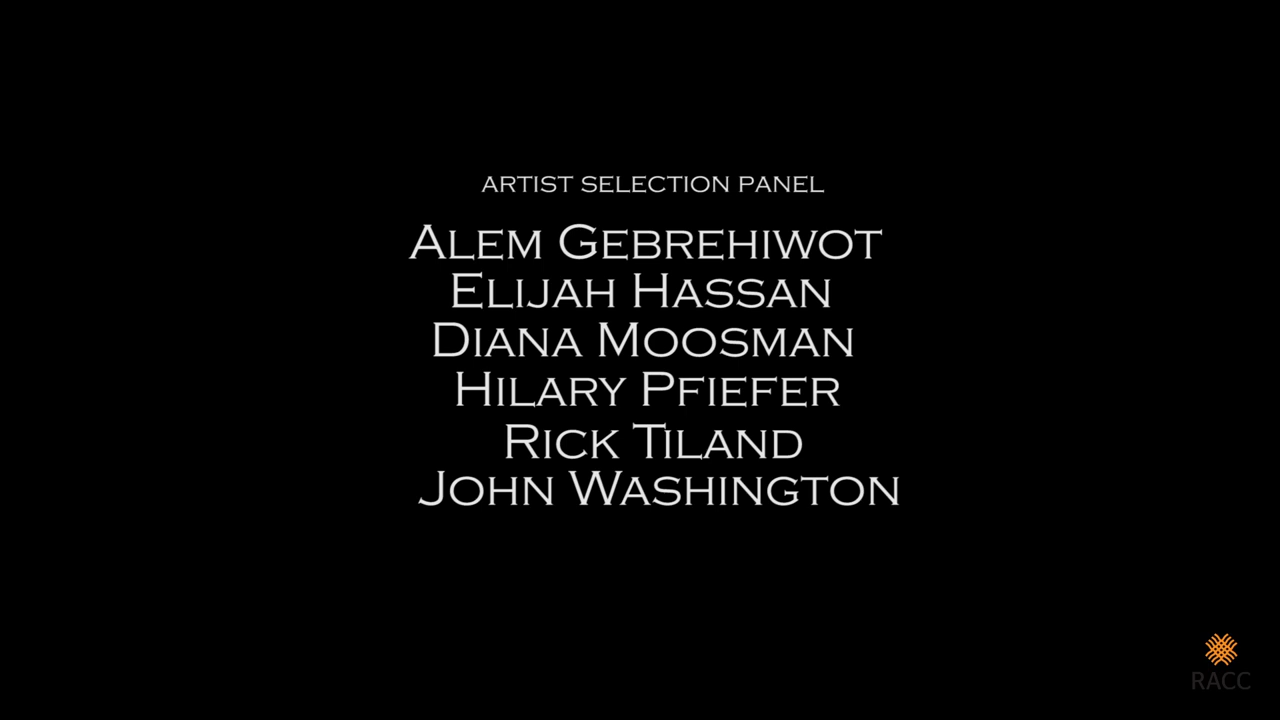 ARTIST SELECTION PANEL
ALEM GEBREHIWOT
ELIJAH HASSAN
DIANA MOOSMAN
HILARY PFIEFER
RICK TILAND
JOHN WASHINGTON
RACC